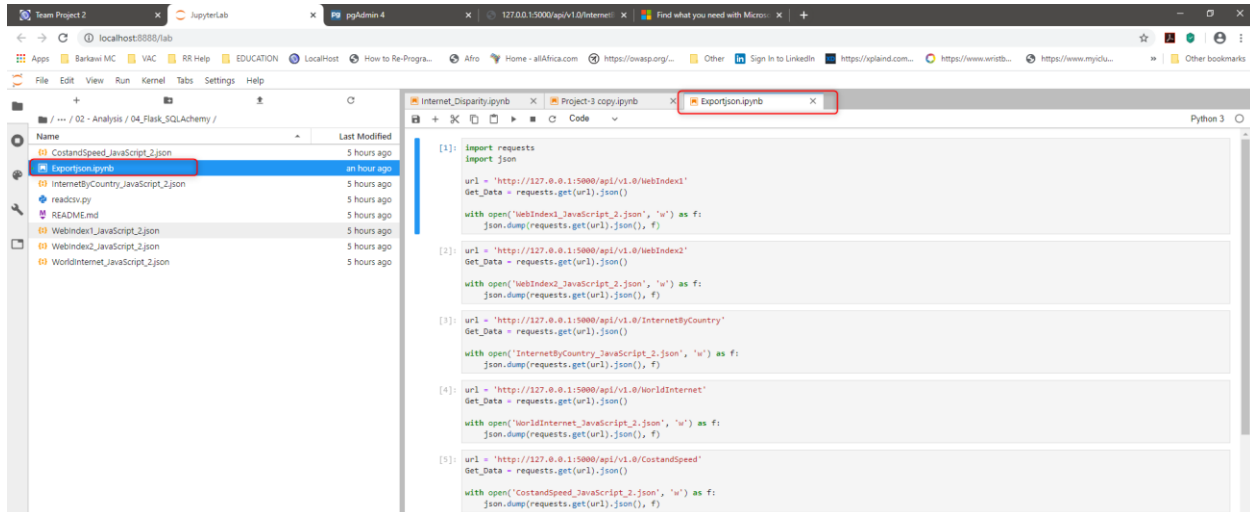 Team Project 2
JupyterLab
pgAdmin 4
127.0.0.1:5000/api/v1.0/Interneti
Find what you need with Micros
localhost:8888/lab
Apps Barkawi MC VAC RR Help EDUCATION LocalHost How to Re-Progra... Afro Home - allAfrica.com https://owasp.org/... Other Sign In to LinkedIn https://xplaind.com... https://www.wristb... https://www.myiclu... » Other bookmarks
File Edit View Run Kernel Tabs Settings Help
Internet_Disparity.ipynb Project-3 copy.ipynb Exportjson.ipynb
/ ··· / 02 - Analysis / 04_Flask_SQLAchemy /
Code
Python 3
Name Last Modified
CostandSpeed_JavaScript_2.json 5 hours ago
Exportjson.ipynb an hour ago
InternetByCountry_JavaScript_2.json 5 hours ago
readcsv.py 5 hours ago
README.md 5 hours ago
WebIndex1_JavaScript_2.json 5 hours ago
WebIndex2_JavaScript_2.json 5 hours ago
WorldInternet_JavaScript_2.json 5 hours ago
[1]: import requests
import json
url = 'http://127.0.0.1:5000/api/v1.0/WebIndex1'
Get_Data = requests.get(url).json()
with open('WebIndex1_JavaScript_2.json', 'w') as f:
json.dump(requests.get(url).json(), f)
[2]: url = 'http://127.0.0.1:5000/api/v1.0/WebIndex2'
Get_Data = requests.get(url).json()
with open('WebIndex2_JavaScript_2.json', 'w') as f:
json.dump(requests.get(url).json(), f)
[3]: url = 'http://127.0.0.1:5000/api/v1.0/InternetByCountry'
Get_Data = requests.get(url).json()
with open('InternetByCountry_JavaScript_2.json', 'w') as f:
json.dump(requests.get(url).json(), f)
[4]: url = 'http://127.0.0.1:5000/api/v1.0/WorldInternet'
Get_Data = requests.get(url).json()
with open('WorldInternet_JavaScript_2.json', 'w') as f:
json.dump(requests.get(url).json(), f)
[5]: url = 'http://127.0.0.1:5000/api/v1.0/CostandSpeed'
Get_Data = requests.get(url).json()
with open('CostandSpeed_JavaScript_2.json', 'w') as f:
json.dump(requests.get(url).json(), f)